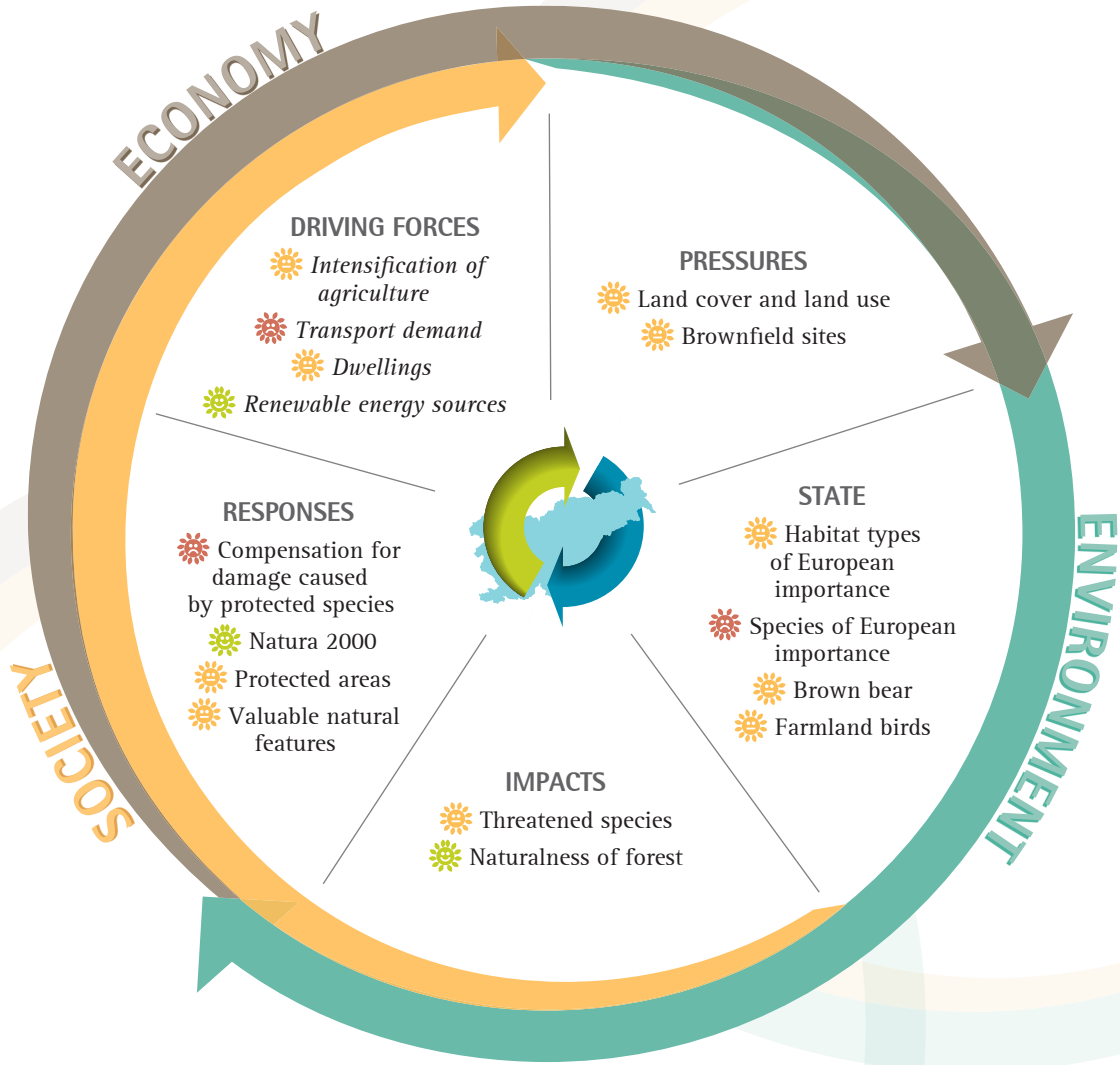 ECONOMY
DRIVING FORCES
Intensification of
agriculture
Transport demand
Dwellings
Renewable energy sources
PRESSURES
Land cover and land use
Brownfield sites
STATE
Habitat types
of European
importance
Species of European
importance
Brown bear
Farmland birds
ENVIRONMENT
IMPACTS
Threatened species
Naturalness of forest
RESPONSES
Compensation for
damage caused
by protected species
Natura 2000
Protected areas
Valuable natural
features
SOCIETY